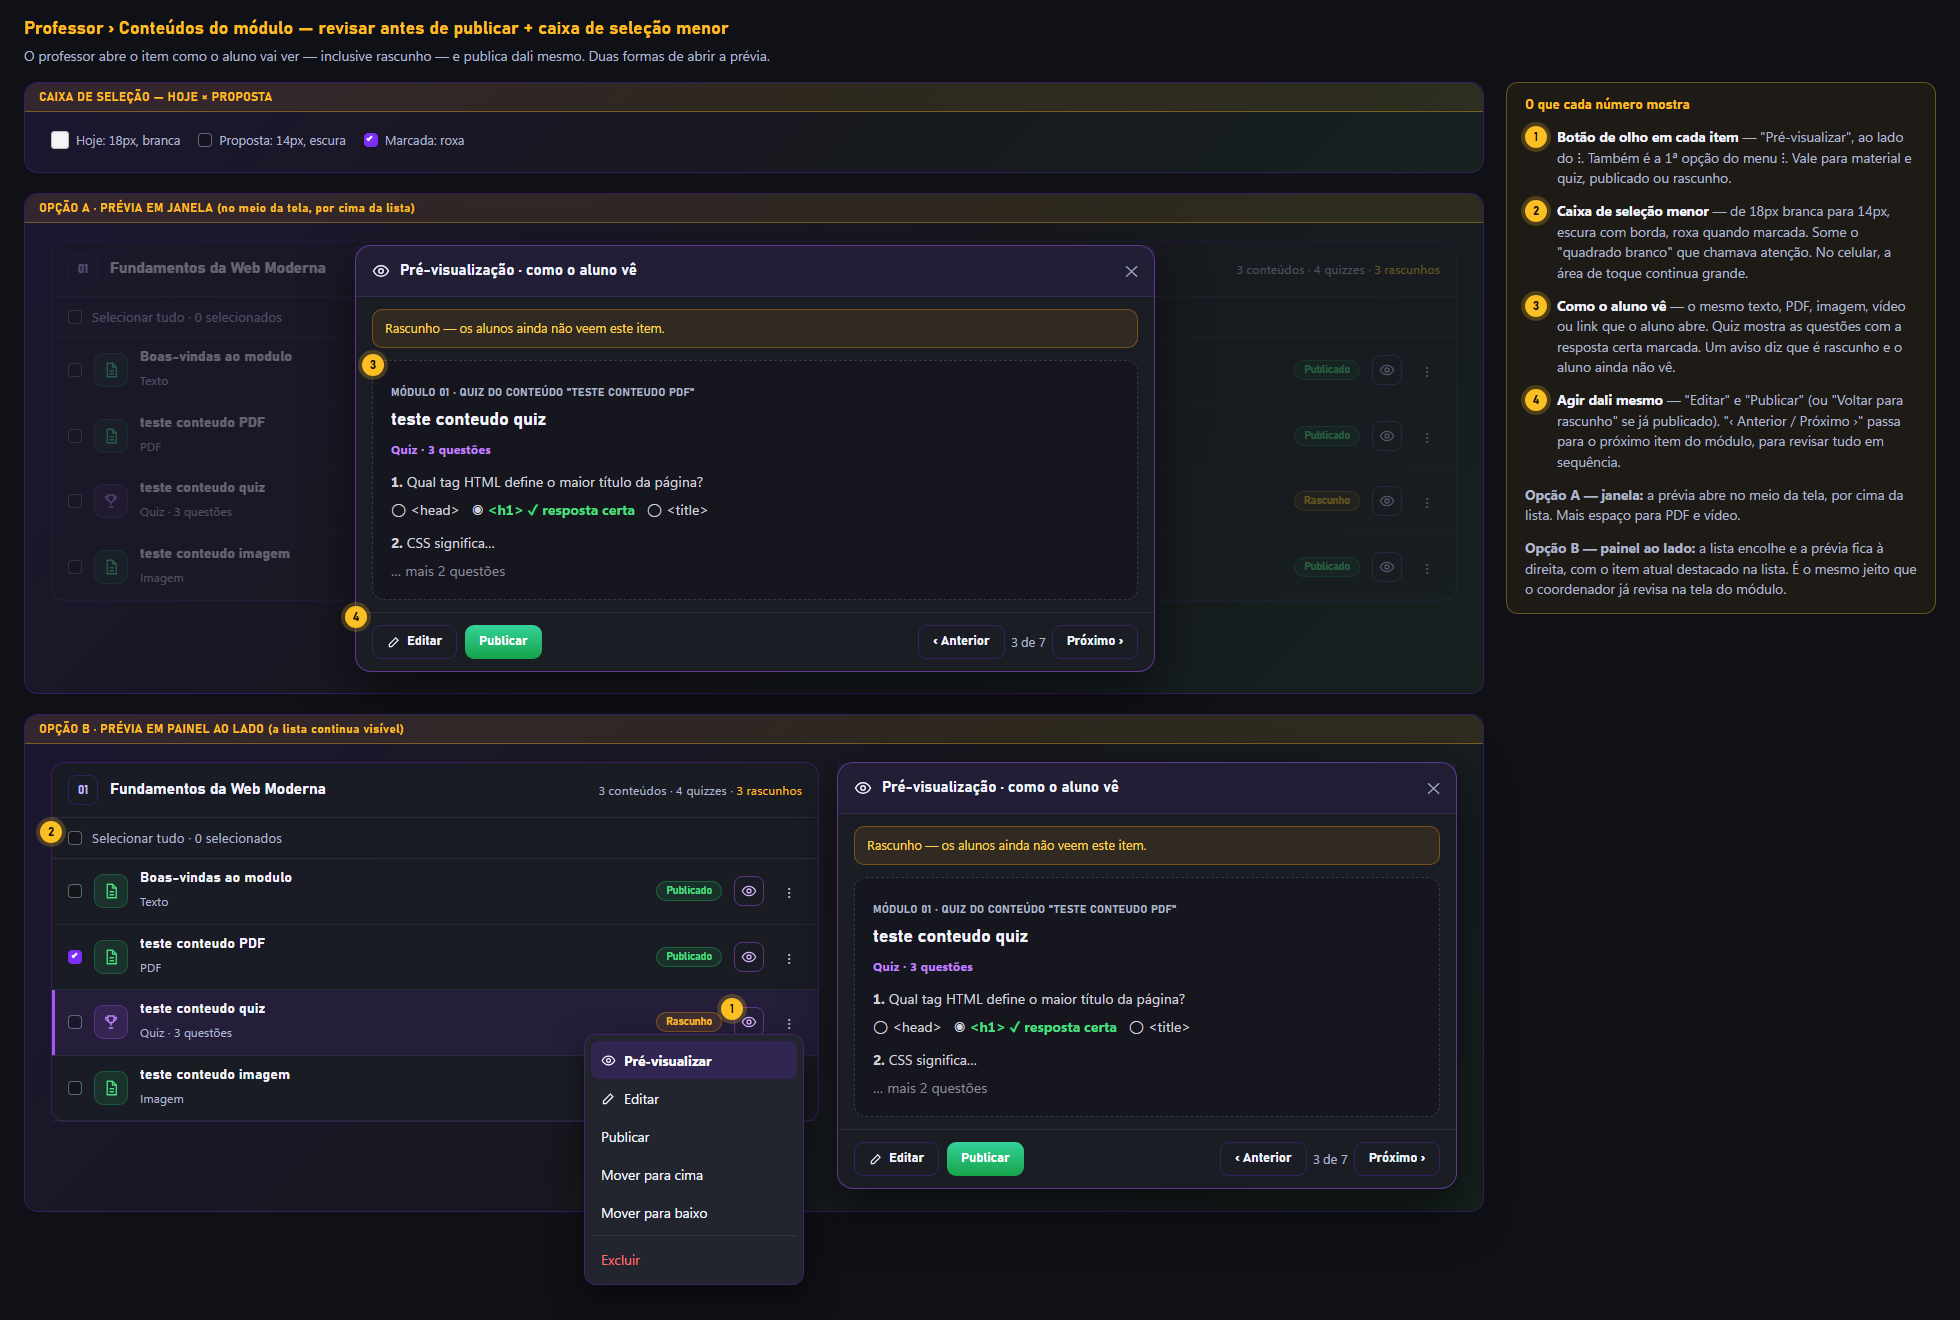 Professor › Conteúdos do módulo — revisar antes de publicar + caixa de seleção menor
O professor abre o item como o aluno vai ver — inclusive rascunho — e publica dali mesmo. Duas formas de abrir a prévia.
CAIXA DE SELEÇÃO — HOJE × PROPOSTA
Hoje: 18px, branca
Proposta: 14px, escura
Marcada: roxa
OPÇÃO A · PRÉVIA EM JANELA (no meio da tela, por cima da lista)
01 Fundamentos da Web Moderna
3 conteúdos · 4 quizzes · 3 rascunhos
Selecionar tudo · 0 selecionados
Boas-vindas ao modulo
Texto
Publicado
teste conteudo PDF
PDF
Publicado
teste conteudo quiz
Quiz · 3 questões
Rascunho
teste conteudo imagem
Imagem
Publicado
Pré-visualização · como o aluno vê
Rascunho — os alunos ainda não veem este item.
3
MÓDULO 01 · QUIZ DO CONTEÚDO "TESTE CONTEUDO PDF"
teste conteudo quiz
Quiz · 3 questões
1. Qual tag HTML define o maior título da página?
<head> <h1> ✓ resposta certa <title>
2. CSS significa...
... mais 2 questões
4
Editar
Publicar
‹ Anterior
3 de 7
Próximo ›
OPÇÃO B · PRÉVIA EM PAINEL AO LADO (a lista continua visível)
01 Fundamentos da Web Moderna
3 conteúdos · 4 quizzes · 3 rascunhos
2
Selecionar tudo · 0 selecionados
Boas-vindas ao modulo
Texto
Publicado
teste conteudo PDF
PDF
Publicado
teste conteudo quiz
Quiz · 3 questões
Rascunho
1
teste conteudo imagem
Imagem
Pré-visualizar
Editar
Publicar
Mover para cima
Mover para baixo
Excluir
Pré-visualização · como o aluno vê
Rascunho — os alunos ainda não veem este item.
MÓDULO 01 · QUIZ DO CONTEÚDO "TESTE CONTEUDO PDF"
teste conteudo quiz
Quiz · 3 questões
1. Qual tag HTML define o maior título da página?
<head> <h1> ✓ resposta certa <title>
2. CSS significa...
... mais 2 questões
Editar
Publicar
‹ Anterior
3 de 7
Próximo ›
O que cada número mostra
1 Botão de olho em cada item — "Pré-visualizar", ao lado
do ⋮. Também é a 1ª opção do menu ⋮. Vale para material e
quiz, publicado ou rascunho.
2 Caixa de seleção menor — de 18px branca para 14px,
escura com borda, roxa quando marcada. Some o
"quadrado branco" que chamava atenção. No celular, a
área de toque continua grande.
3 Como o aluno vê — o mesmo texto, PDF, imagem, vídeo
ou link que o aluno abre. Quiz mostra as questões com a
resposta certa marcada. Um aviso diz que é rascunho e o
aluno ainda não vê.
4 Agir dali mesmo — "Editar" e "Publicar" (ou "Voltar para
rascunho" se já publicado). "‹ Anterior / Próximo ›" passa
para o próximo item do módulo, para revisar tudo em
sequência.
Opção A — janela: a prévia abre no meio da tela, por cima da
lista. Mais espaço para PDF e vídeo.
Opção B — painel ao lado: a lista encolhe e a prévia fica à
direita, com o item atual destacado na lista. É o mesmo jeito que
o coordenador já revisa na tela do módulo.